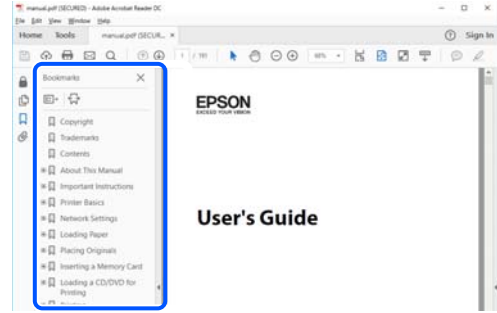 manual.pdf (SECURED) - Adobe Acrobat Reader DC
File Edit View Window Help
Home Tools manual.pdf (SECUR... × Sign In
1 / 191
Bookmarks
Copyright
Trademarks
Contents
About This Manual
Important Instructions
Printer Basics
Network Settings
Loading Paper
Placing Originals
Inserting a Memory Card
Loading a CD/DVD for
Printing
EPSON
EXCEED YOUR VISION
User's Guide